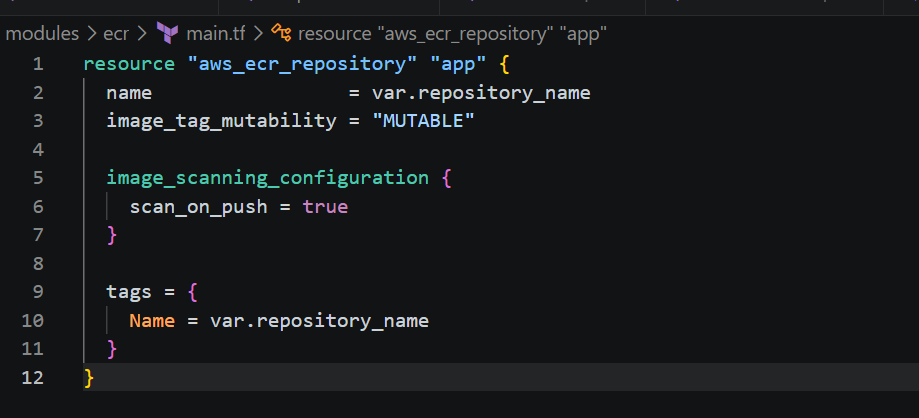 modules > ecr > main.tf > resource "aws_ecr_repository" "app"
1 resource "aws_ecr_repository" "app" {
2   name                 = var.repository_name
3   image_tag_mutability = "MUTABLE"
4
5   image_scanning_configuration {
6     scan_on_push = true
7   }
8
9   tags = {
10     Name = var.repository_name
11   }
12 }